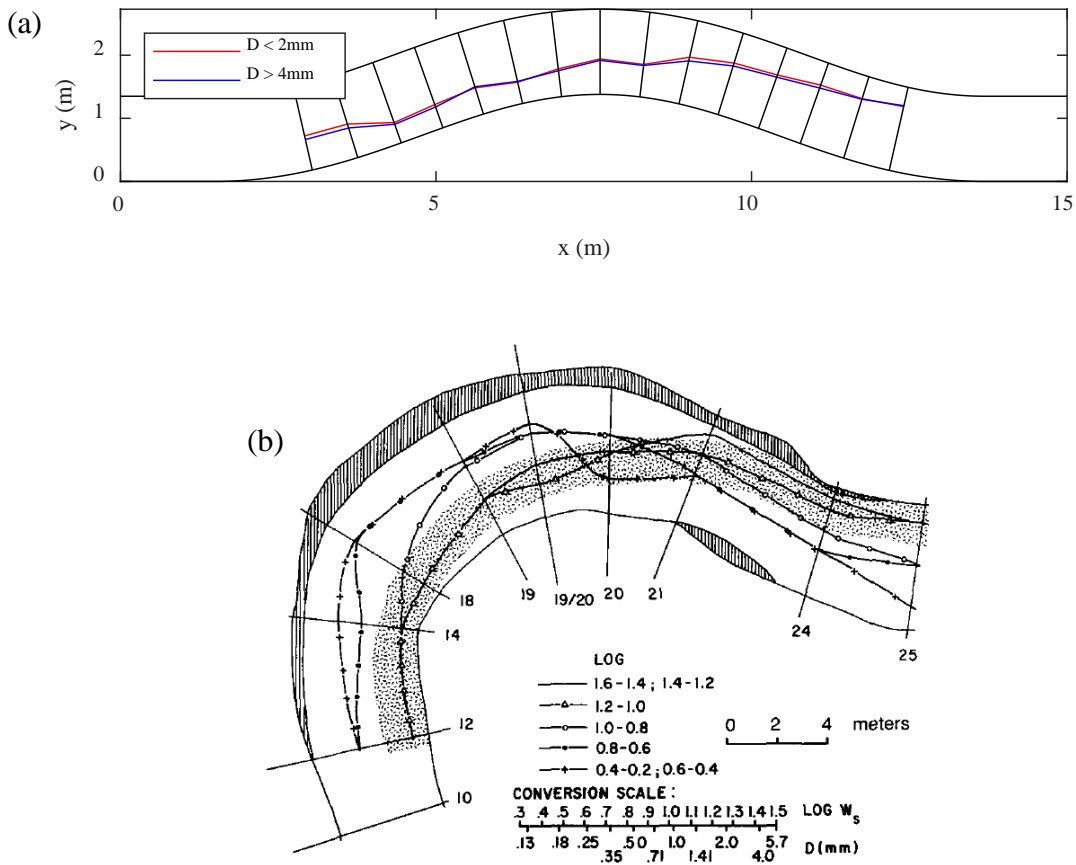 (a)
D < 2mm
D > 4mm
2
1
0
y (m)
0 5 10 15
x (m)
(b)
18
19
19/20
20
21
14
24
25
12
10
LOG
1.6-1.4; 1.4-1.2
1.2-1.0
1.0-0.8
0.8-0.6
0.4-0.2; 0.6-0.4
0 2 4 meters
CONVERSION SCALE:
.3 .4 .5 .6 .7 .8 .9 1.0 1.1 1.2 1.3 1.4 1.5 LOG Ws
.13 .18 .25 .35 .50 .71 1.0 1.41 2.0 4.0 5.7 D(mm)